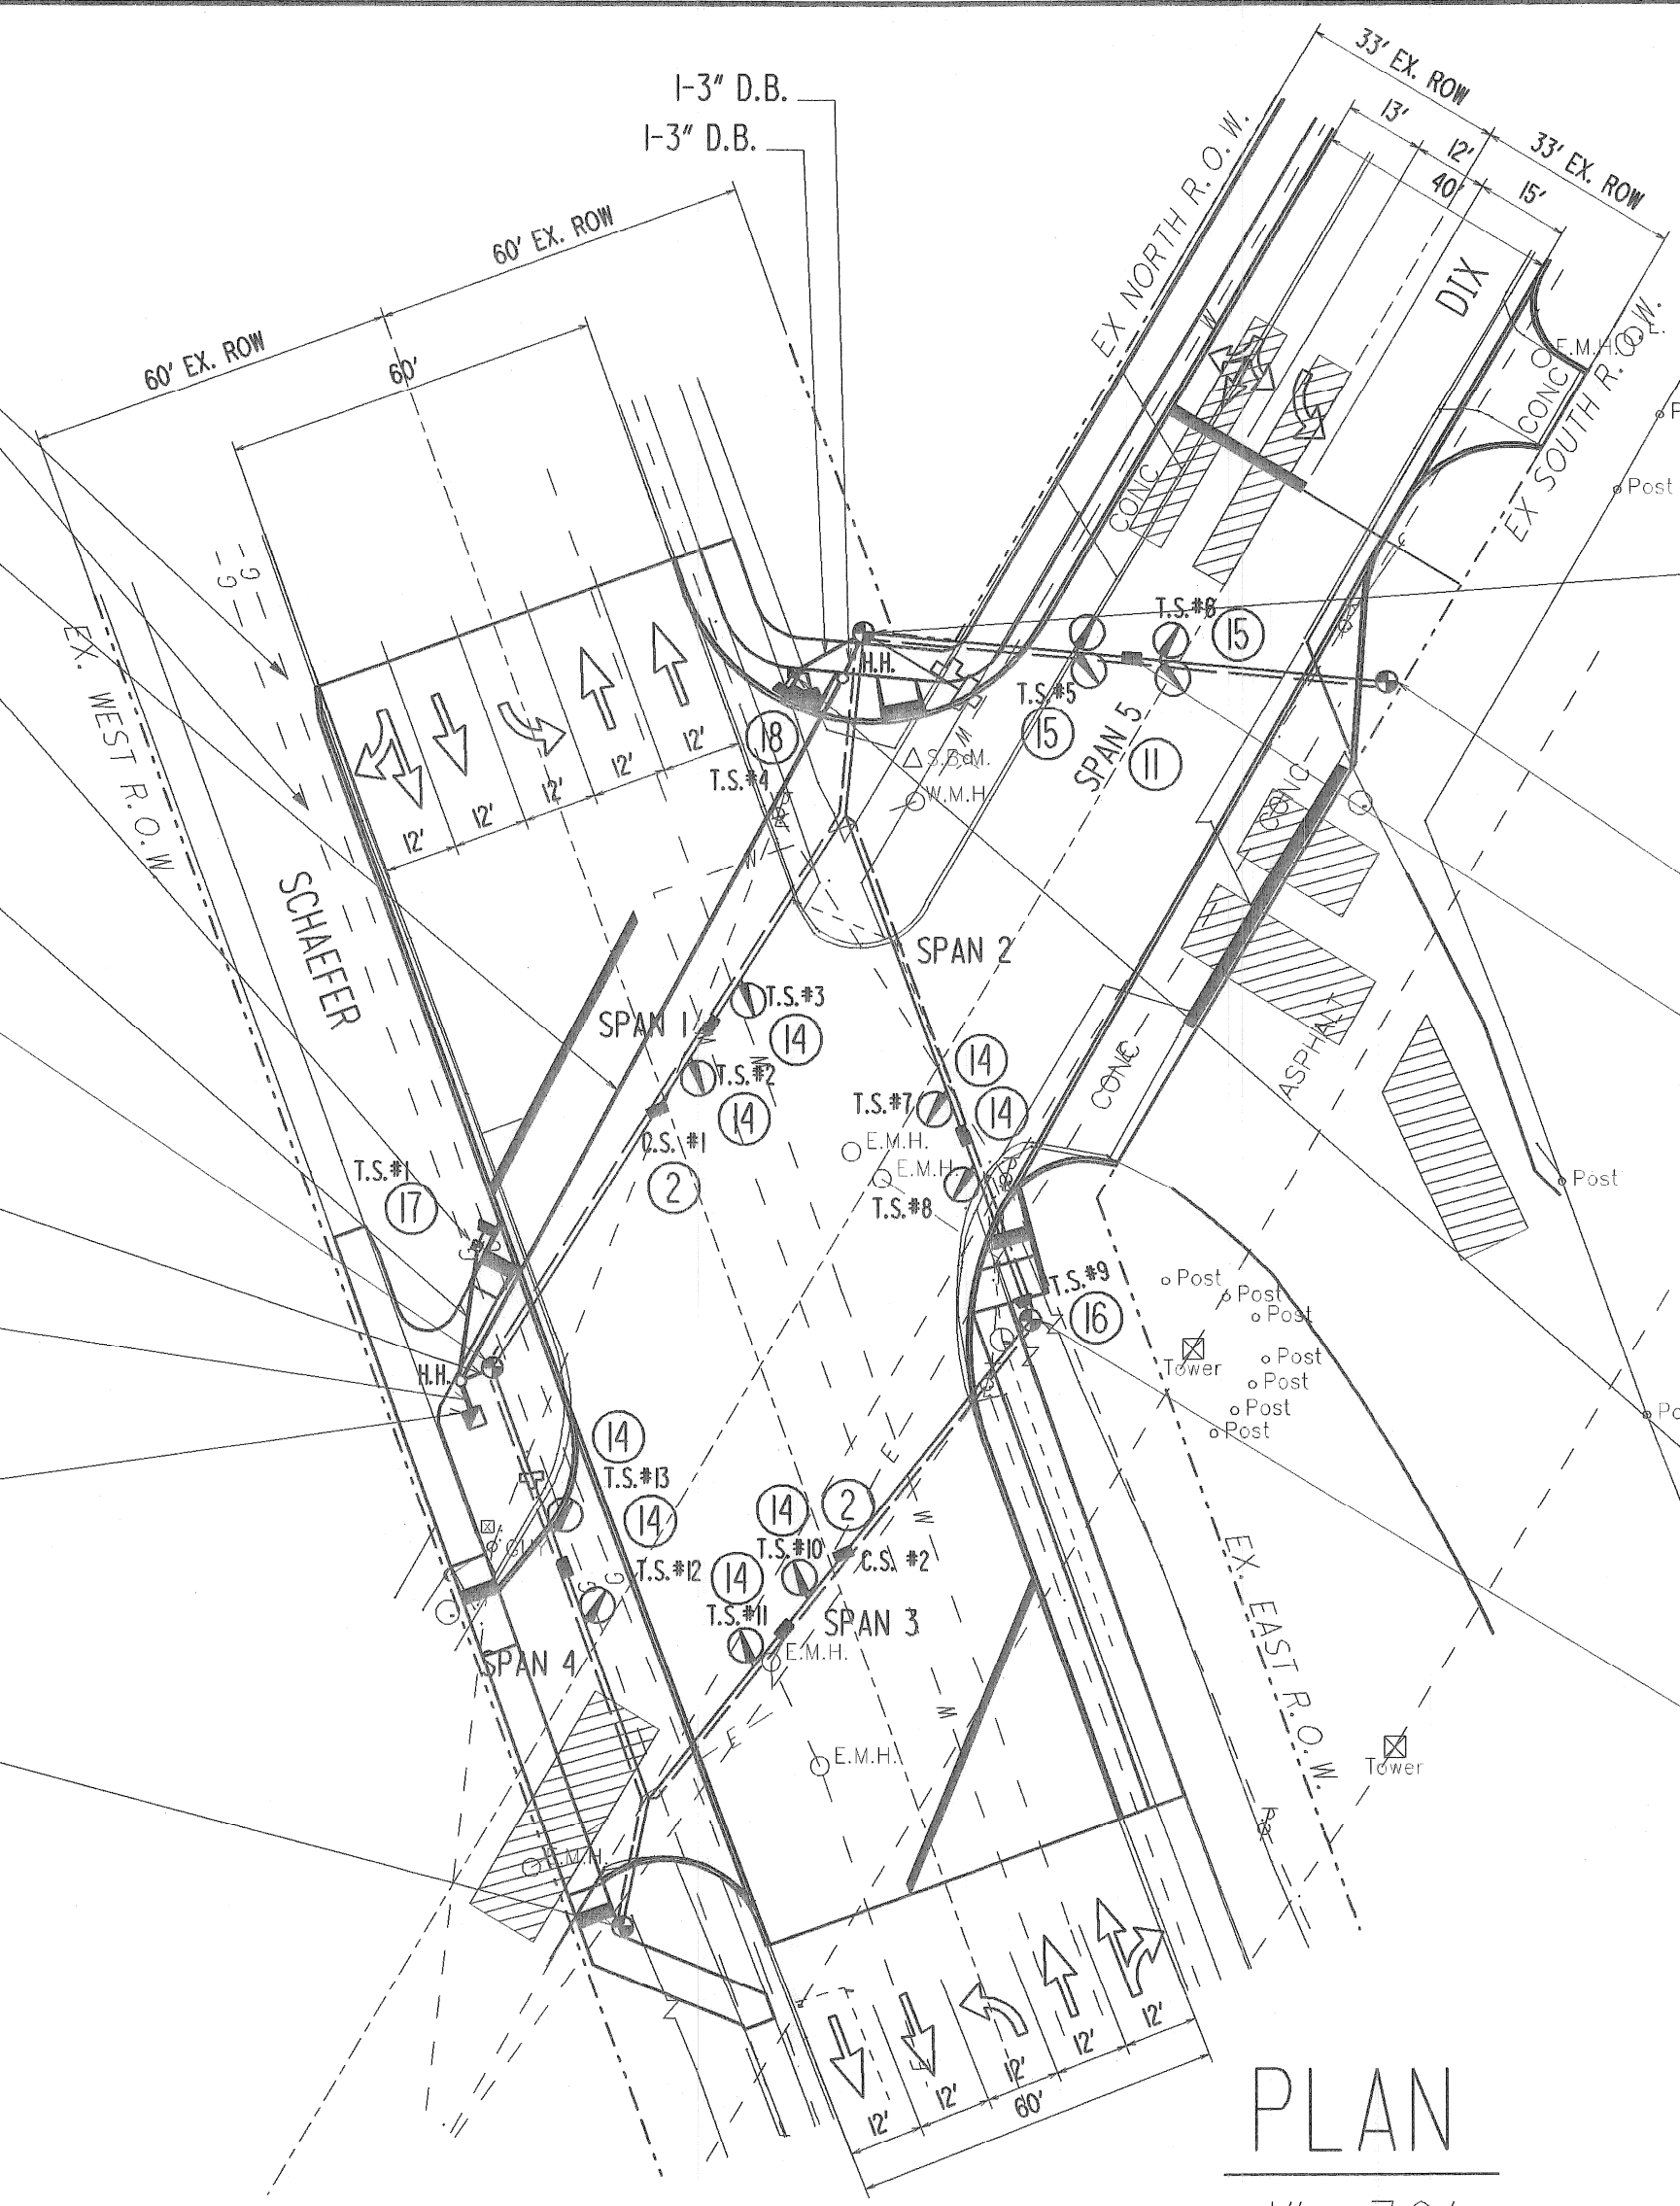 1-3" D.B.
1-3" D.B.
33' EX. ROW
13'
12'
33' EX. ROW
40'
15'
60' EX. ROW
60' EX. ROW
60'
EX NORTH R.O.W.
DIX
W
CONC
EX SOUTH R.O.W.
Post
CONC
-G-
-G-
EX. WEST R.O.W
SCHAEFER
12'
12'
12'
12'
12'
H.H.
T.S.#6
15
T.S.#5
15
SPAN 5
11
18
T.S.#4
W
S.B.M.
W.M.H.
CONC
SPAN 2
T.S.#3
SPAN 1
14
T.S.#2
14
C.S. #1
2
14
T.S.#7
14
E.M.H.
E.M.H.
T.S.#8
CONC
ASPHALT
Post
T.S.#1
17
T.S.#9
16
Post
Post
Post
Tower
Post
Post
Post
Post
H.H.
14
T.S.#13
14
T.S.#12
GUY
14
2
T.S.#10
C.S. #2
14
T.S.#11
SPAN 3
E.M.H.
E
W
G
SPAN 4
E.M.H.
E
W
EX. EAST R.O.W.
Tower
E.M.H.
12'
12'
12'
12'
12'
60'
PLAN